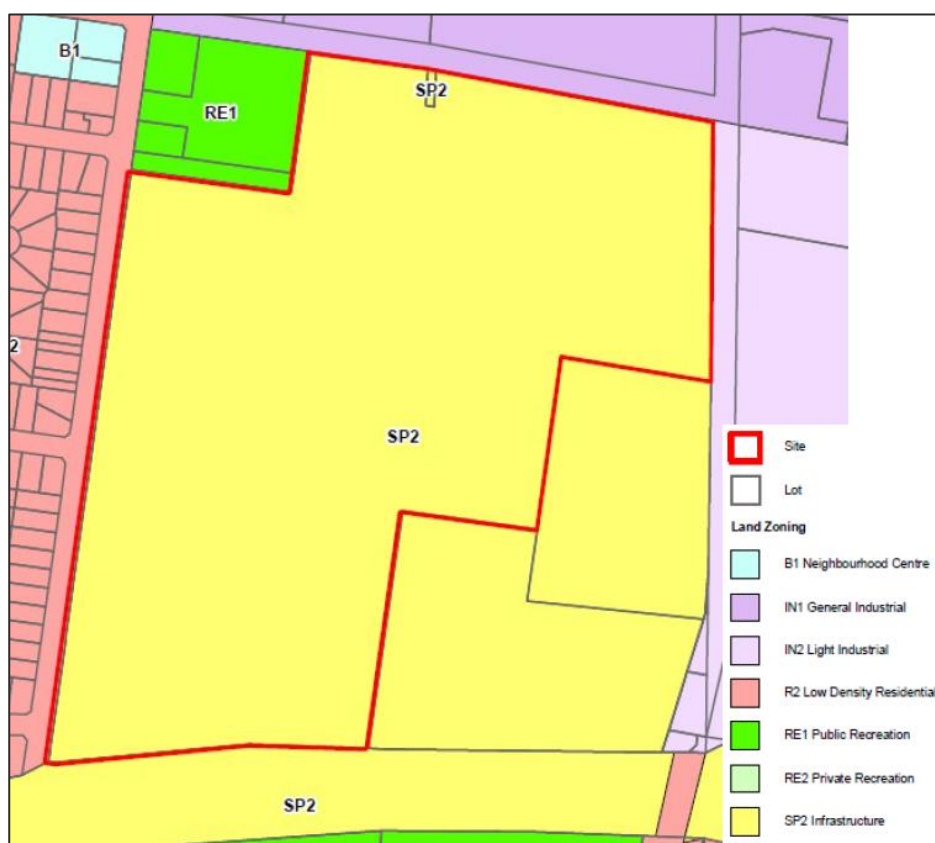 B1
SP2
RE1
2
SP2
SP2
Site
Lot
Land Zoning
B1 Neighbourhood Centre
IN1 General Industrial
IN2 Light Industrial
R2 Low Density Residential
RE1 Public Recreation
RE2 Private Recreation
SP2 Infrastructure